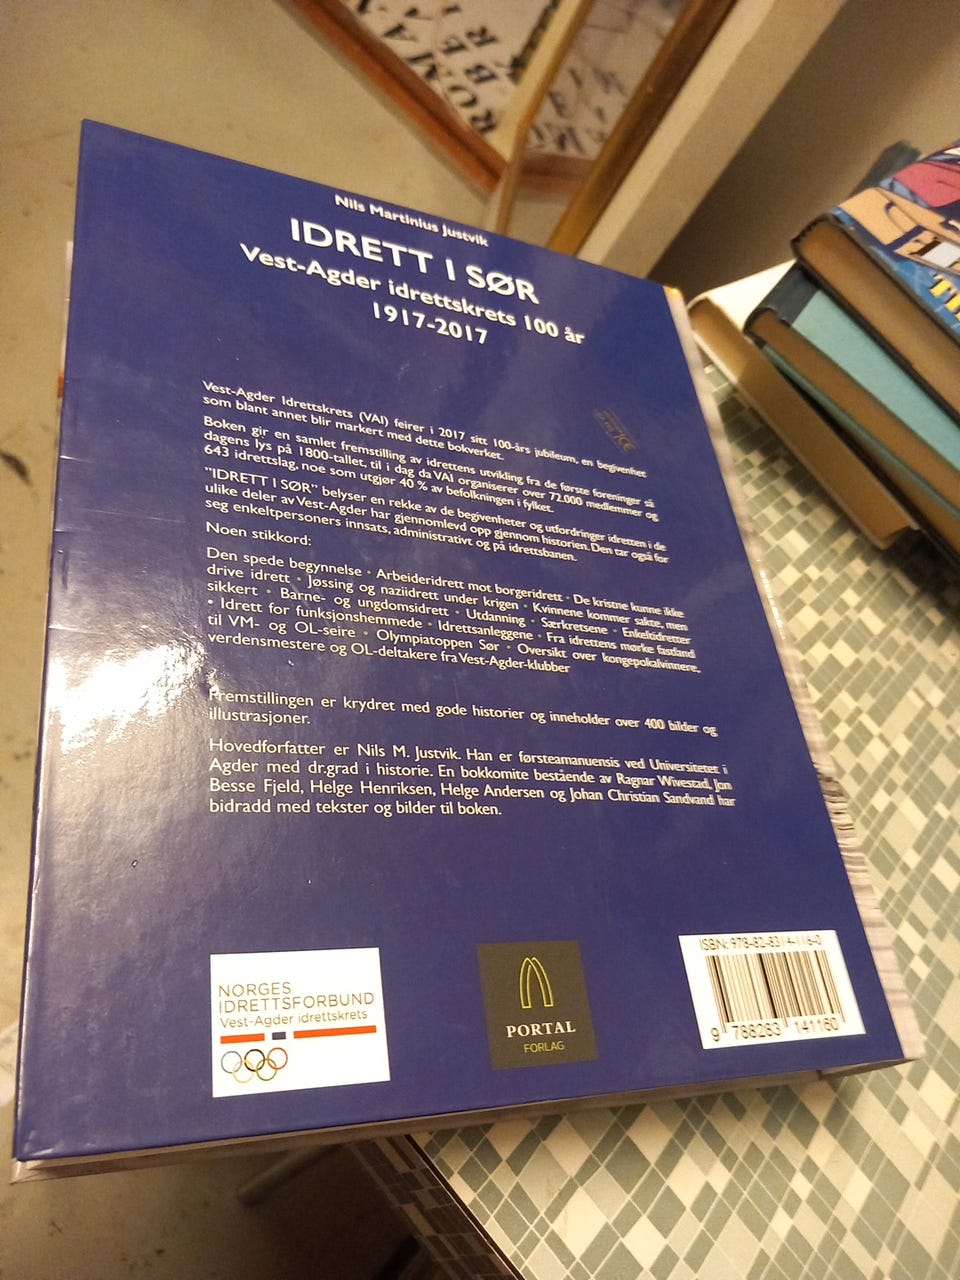 Nils Martinius Justvik
IDRETT I SØR
Vest-Agder idrettskrets 100 år
1917-2017
Vest-Agder Idrettskrets (VAI) feirer i 2017 sitt 100-års jubileum, en begivenhet
som blant annet blir markert med dette bokverket.
Boken gir en samlet fremstilling av idrettens utvikling fra de første foreninger så
dagens lys på 1800-tallet, til i dag da VAI organiserer over 72.000 medlemmer og
643 idrettslag, noe som utgjør 40 % av befolkningen i fylket.
"IDRETT I SØR" belyser en rekke av de begivenheter og utfordringer idretten i de
ulike deler av Vest-Agder har gjennomlevd opp gjennom historien. Den tar også for
seg enkeltpersoners innsats, administrativt og på idrettsbanen.
Noen stikkord:
Den spede begynnelse • Arbeideridrett mot borgeridrett • De kristne kunne ikke
drive idrett • Jøssing og naziidrett under krigen • Kvinnene kommer sakte, men
sikkert • Barne- og ungdomsidrett • Utdanning • Særkretsene • Enkeltidretter
• Idrett for funksjonshemmede • Idrettsanleggene • Fra idrettens mørke fastland
til VM- og OL-seire • Olympiatoppen Sør • Oversikt over kongepokalvinnere,
verdensmestere og OL-deltakere fra Vest-Agder-klubber
Fremstillingen er krydret med gode historier og inneholder over 400 bilder og
illustrasjoner.
Hovedforfatter er Nils M. Justvik. Han er førsteamanuensis ved Universitetet i
Agder med dr.grad i historie. En bokkomite bestående av Ragnar Wivestad, Jon
Besse Fjeld, Helge Henriksen, Helge Andersen og Johan Christian Sandvand har
bidradd med tekster og bilder til boken.
NORGES
IDRETTSFORBUND
Vest-Agder idrettskrets
PORTAL
FORLAG
ISBN: 978-82-8314-116-0
9 788283 141160